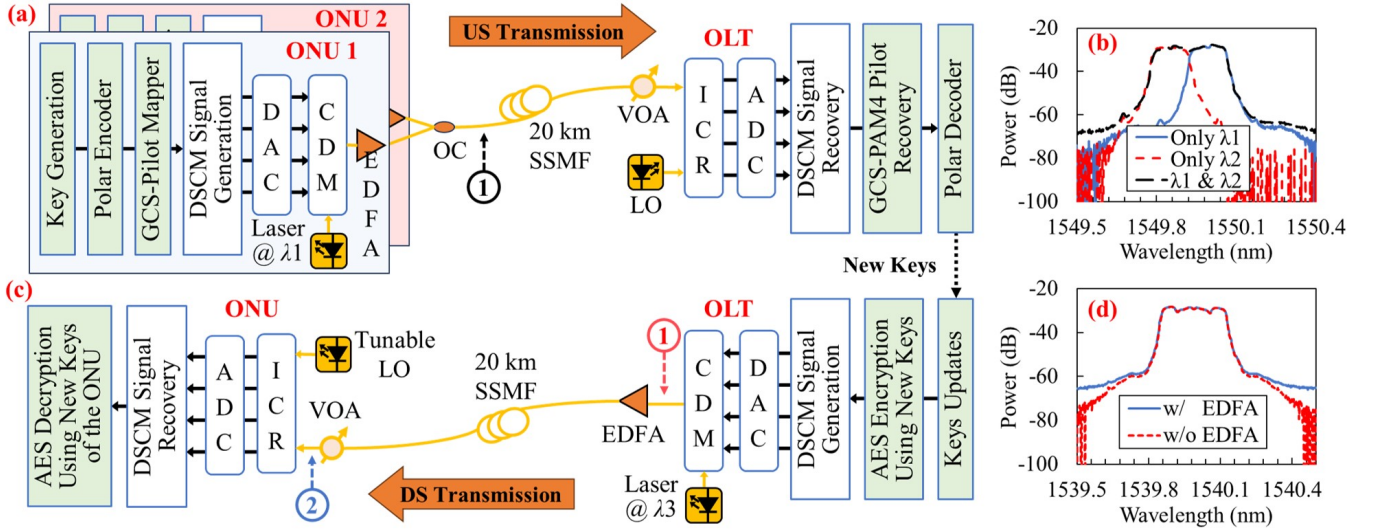 (a)
ONU 2
ONU 1
Key Generation
Polar Encoder
GCS-Pilot Mapper
DSCM Signal
Generation
D
A
C
C
D
M
E
D
F
A
Laser
@ λ1
US Transmission
OC
1
20 km
SSMF
VOA
LO
OLT
I
C
R
A
D
C
DSCM Signal
Recovery
GCS-PAM4 Pilot
Recovery
Polar Decoder
New Keys
(b)
Power (dB)
-20
-40
-60
-80
-100
Only λ1
Only λ2
λ1 & λ2
1549.5 1549.8 1550.1 1550.4
Wavelength (nm)
(c)
ONU
AES Decryption
Using New Keys
of the ONU
DSCM Signal
Recovery
A
D
C
I
C
R
Tunable
LO
VOA
2
20 km
SSMF
DS Transmission
EDFA
1
OLT
C
D
M
D
A
C
Laser
@ λ3
DSCM Signal
Generation
AES Encryption
Using New Keys
Keys Updates
(d)
Power (dB)
-20
-40
-60
-80
-100
w/ EDFA
w/o EDFA
1539.5 1539.8 1540.1 1540.4
Wavelength (nm)